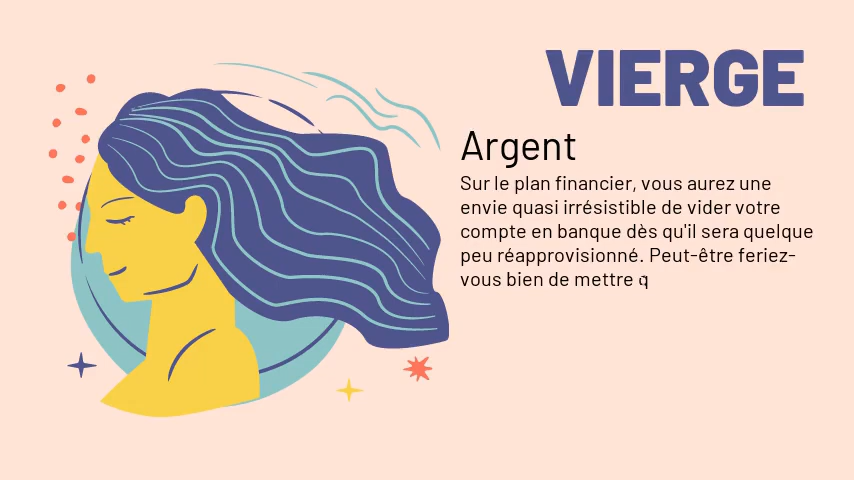 VIERGE
Argent
Sur le plan financier, vous aurez une
envie quasi irrésistible de vider votre
compte en banque dès qu'il sera quelque
peu réapprovisionné. Peut-être feriez-
vous bien de mettre q